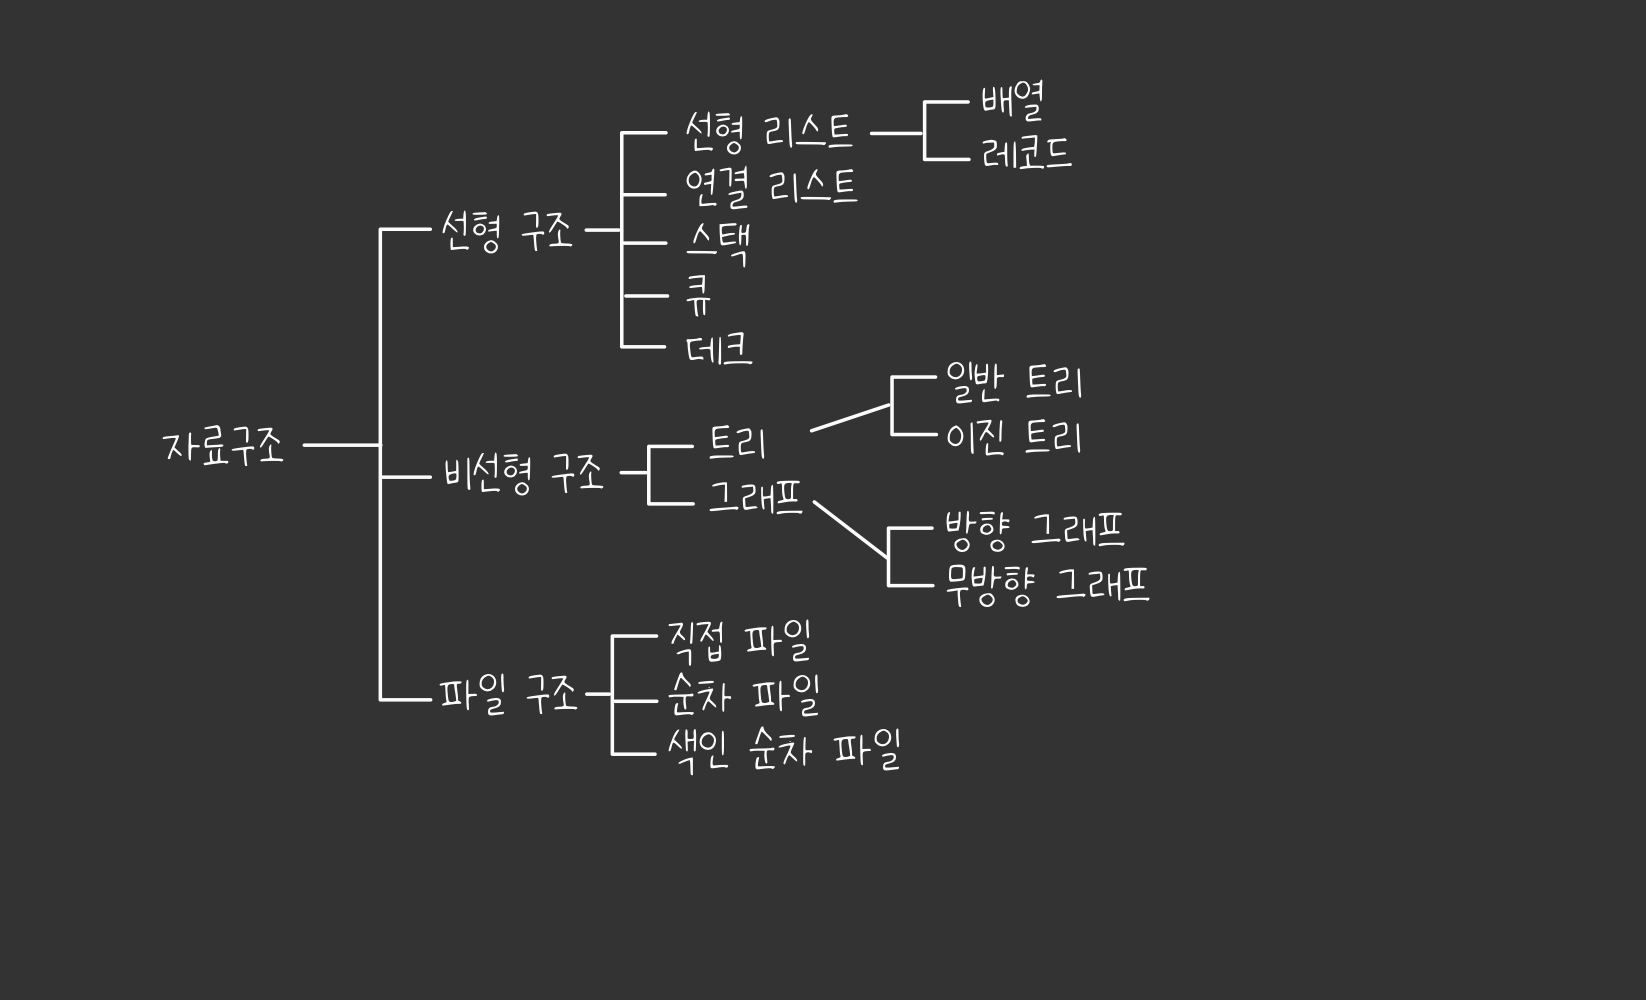 자료구조
선형 구조
선형 리스트
배열
레코드
연결 리스트
스택
큐
데크
비선형 구조
트리
일반 트리
이진 트리
그래프
방향 그래프
무방향 그래프
파일 구조
직접 파일
순차 파일
색인 순차 파일